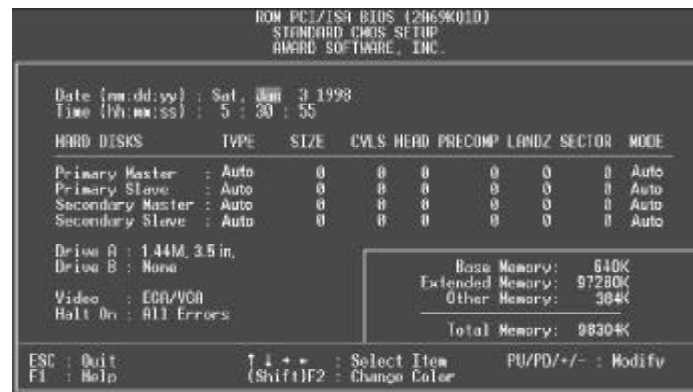 ROM PCI/ISA BIOS (2A69KQ1D)
STANDARD CMOS SETUP
AWARD SOFTWARE, INC.
Date (mm:dd:yy) : Sat, Jan 3 1998
Time (hh:mm:ss) : 5 : 30 : 55
HARD DISKS TYPE SIZE CYLS HEAD PRECOMP LANDZ SECTOR MODE
Primary Master : Auto 0 0 0 0 0 0 Auto
Primary Slave : Auto 0 0 0 0 0 0 Auto
Secondary Master : Auto 0 0 0 0 0 0 Auto
Secondary Slave : Auto 0 0 0 0 0 0 Auto
Drive A : 1.44M, 3.5 in,
Drive B : None
Video : EGA/VGA
Halt On : All Errors
Base Memory: 640K
Extended Memory: 97280K
Other Memory: 384K
Total Memory: 98304K
ESC : Quit ↑ ↓ → ← : Select Item PU/PD/+/- : Modify
F1 : Help (Shift)F2 : Change Color